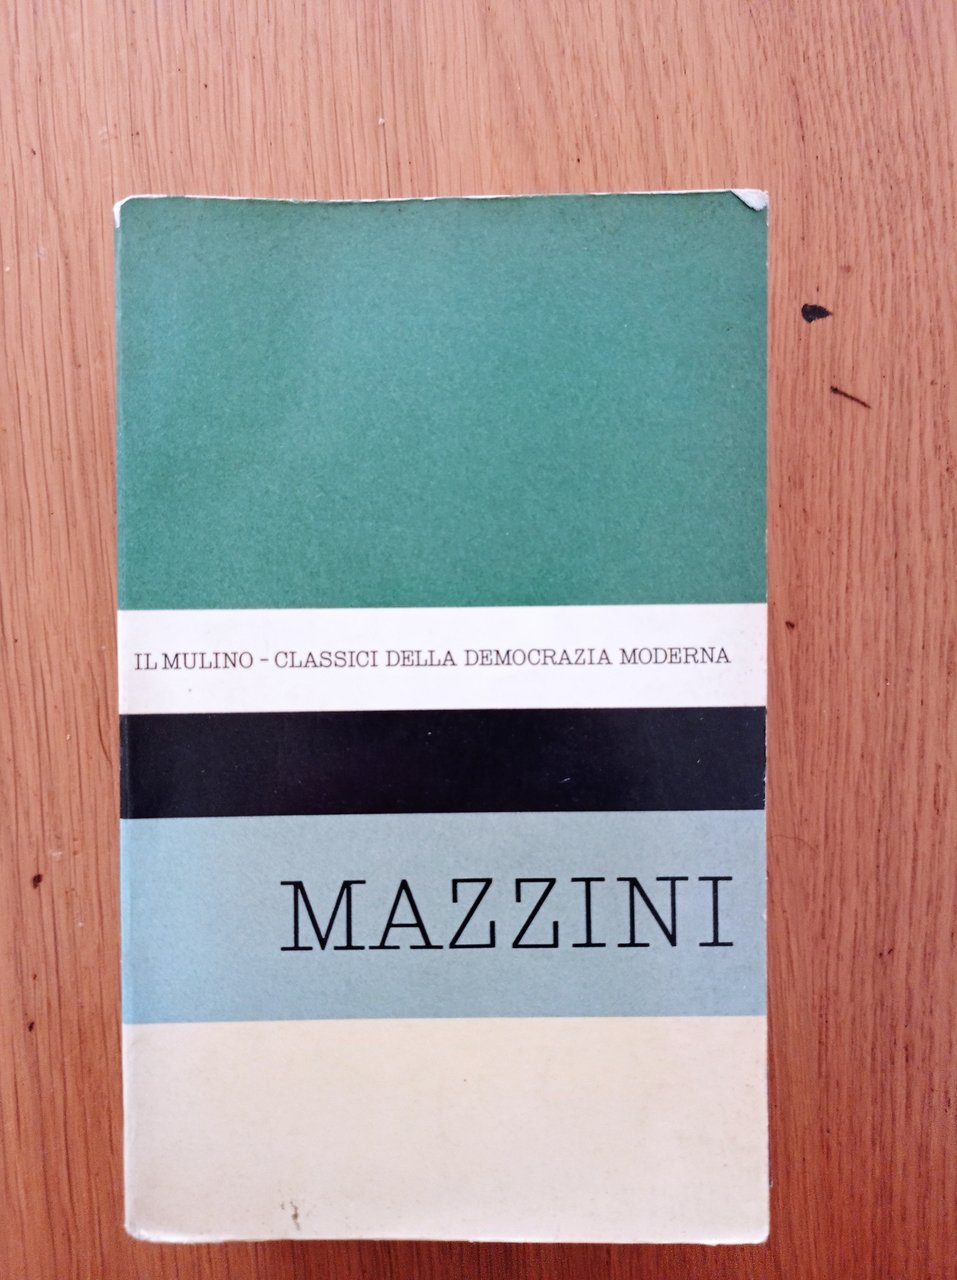 IL MULINO - CLASSICI DELLA DEMOCRAZIA MODERNA
MAZZINI